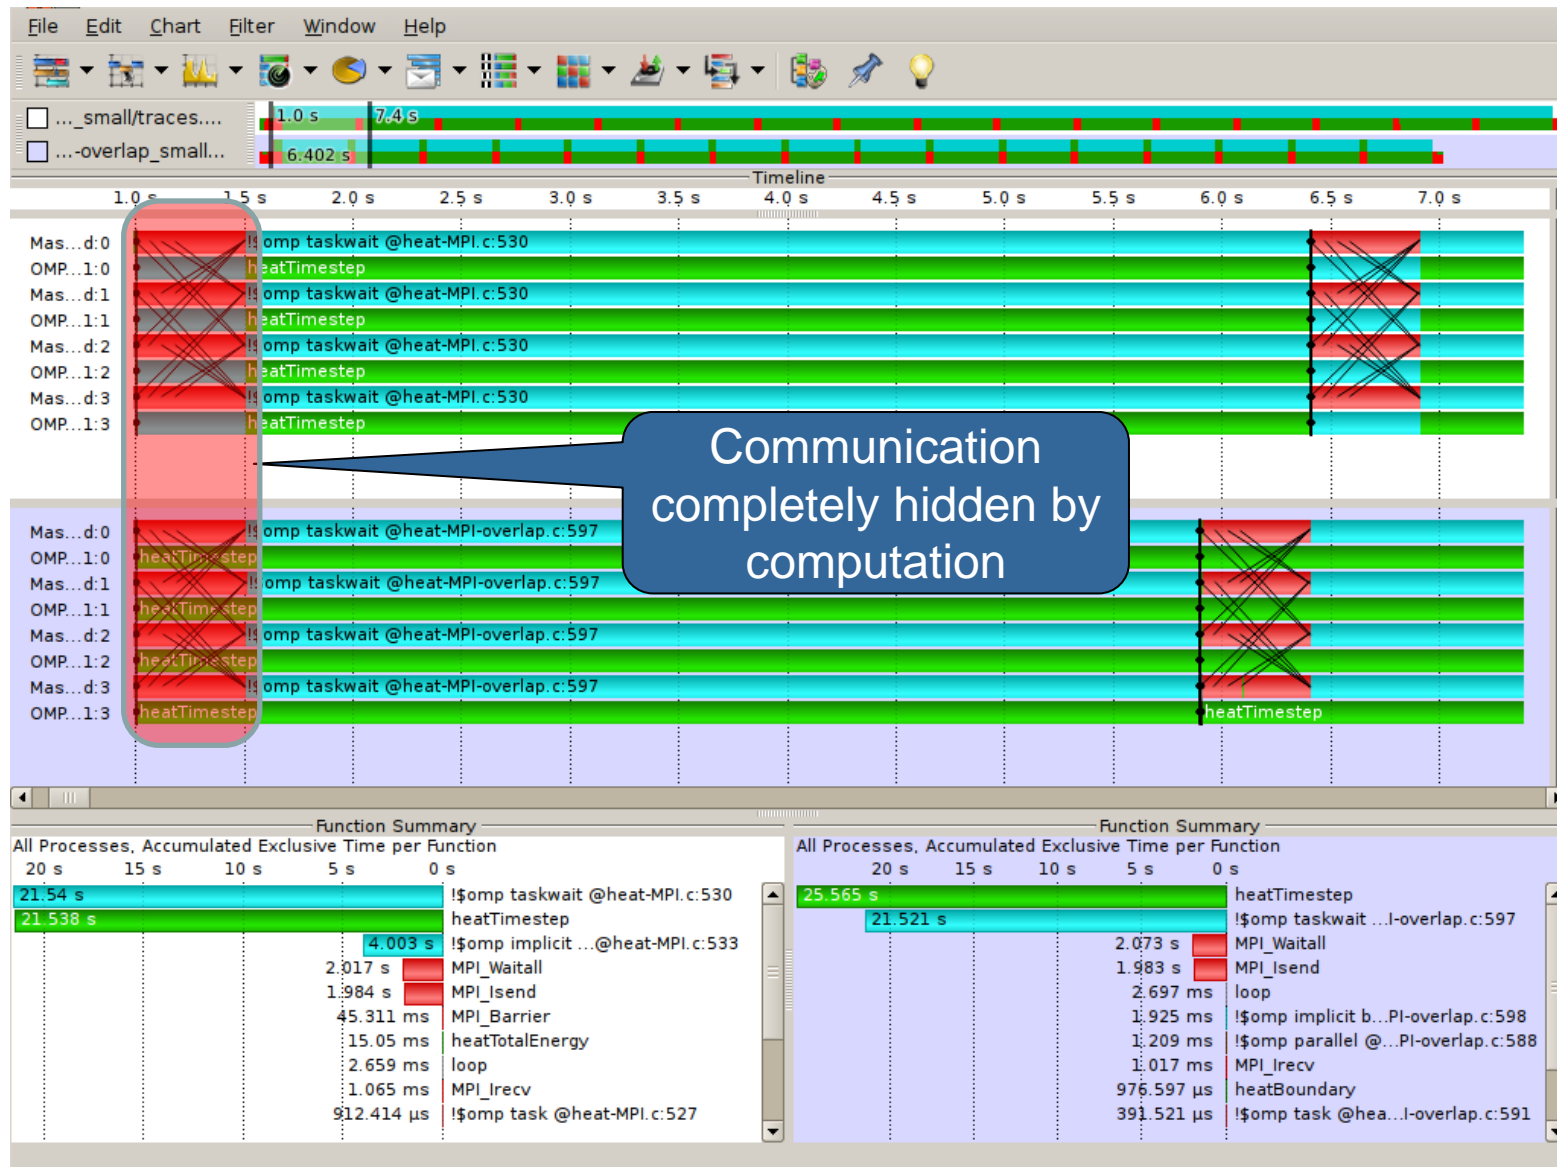 File Edit Chart Filter Window Help
..._small/traces....
1.0 s 7.4 s
...-overlap_small...
6.402 s
Timeline
1.0 s 1.5 s 2.0 s 2.5 s 3.0 s 3.5 s 4.0 s 4.5 s 5.0 s 5.5 s 6.0 s 6.5 s 7.0 s
Mas...d:0 !$omp taskwait @heat-MPI.c:530
OMP...1:0 heatTimestep
Mas...d:1 !$omp taskwait @heat-MPI.c:530
OMP...1:1 heatTimestep
Mas...d:2 !$omp taskwait @heat-MPI.c:530
OMP...1:2 heatTimestep
Mas...d:3 !$omp taskwait @heat-MPI.c:530
OMP...1:3 heatTimestep
Communication
completely hidden by
computation
Mas...d:0 !$omp taskwait @heat-MPI-overlap.c:597
OMP...1:0 heatTimestep
Mas...d:1 !$omp taskwait @heat-MPI-overlap.c:597
OMP...1:1 heatTimestep
Mas...d:2 !$omp taskwait @heat-MPI-overlap.c:597
OMP...1:2 heatTimestep
Mas...d:3 !$omp taskwait @heat-MPI-overlap.c:597
OMP...1:3 heatTimestep heatTimestep
Function Summary
All Processes, Accumulated Exclusive Time per Function
20 s 15 s 10 s 5 s 0 s
21.54 s !$omp taskwait @heat-MPI.c:530
21.538 s heatTimestep
4.003 s !$omp implicit ...@heat-MPI.c:533
2.017 s MPI_Waitall
1.984 s MPI_Isend
45.311 ms MPI_Barrier
15.05 ms heatTotalEnergy
2.659 ms loop
1.065 ms MPI_Irecv
912.414 µs !$omp task @heat-MPI.c:527
Function Summary
All Processes, Accumulated Exclusive Time per Function
20 s 15 s 10 s 5 s 0 s
25.565 s heatTimestep
21.521 s !$omp taskwait ...I-overlap.c:597
2.073 s MPI_Waitall
1.983 s MPI_Isend
2.697 ms loop
1.925 ms !$omp implicit b...PI-overlap.c:598
1.209 ms !$omp parallel @...PI-overlap.c:588
1.017 ms MPI_Irecv
976.597 µs heatBoundary
391.521 µs !$omp task @hea...I-overlap.c:591